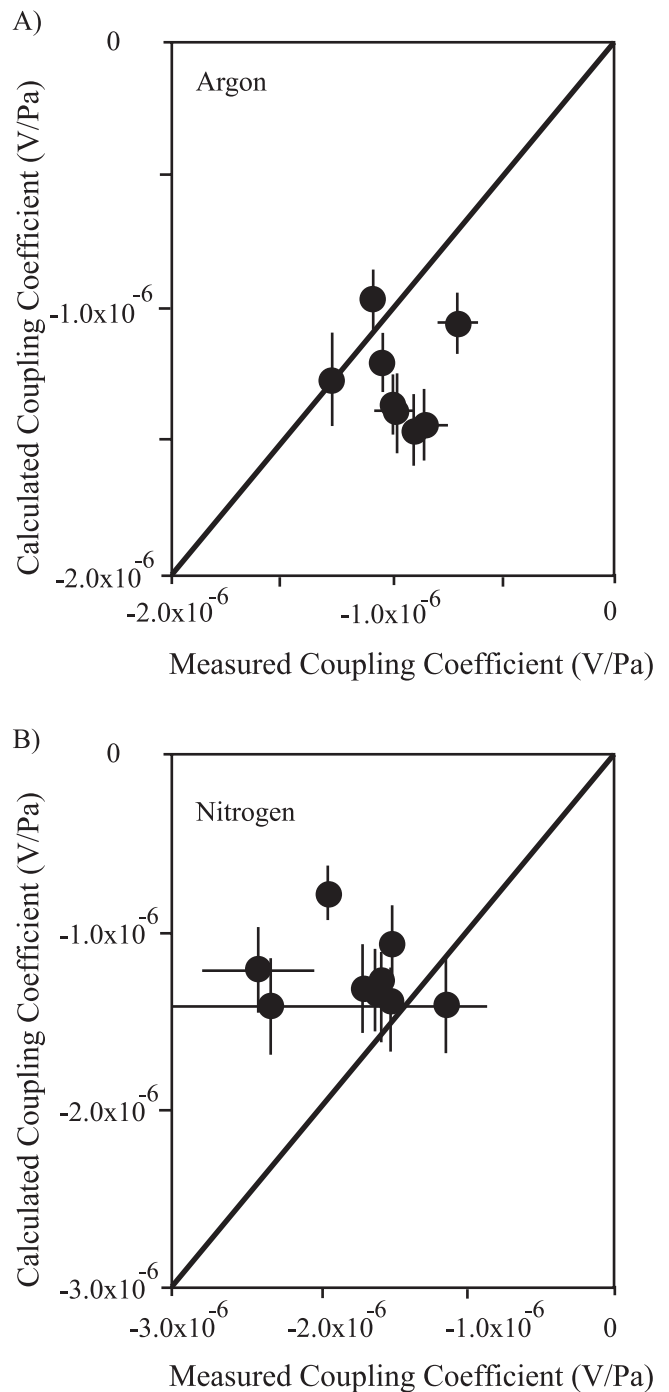 A)
0
Argon
-1.0x10⁻⁶
-2.0x10⁻⁶
Calculated Coupling Coefficient (V/Pa)
-2.0x10⁻⁶ -1.0x10⁻⁶ 0
Measured Coupling Coefficient (V/Pa)
B)
0
Nitrogen
-1.0x10⁻⁶
-2.0x10⁻⁶
-3.0x10⁻⁶
Calculated Coupling Coefficient (V/Pa)
-3.0x10⁻⁶ -2.0x10⁻⁶ -1.0x10⁻⁶ 0
Measured Coupling Coefficient (V/Pa)